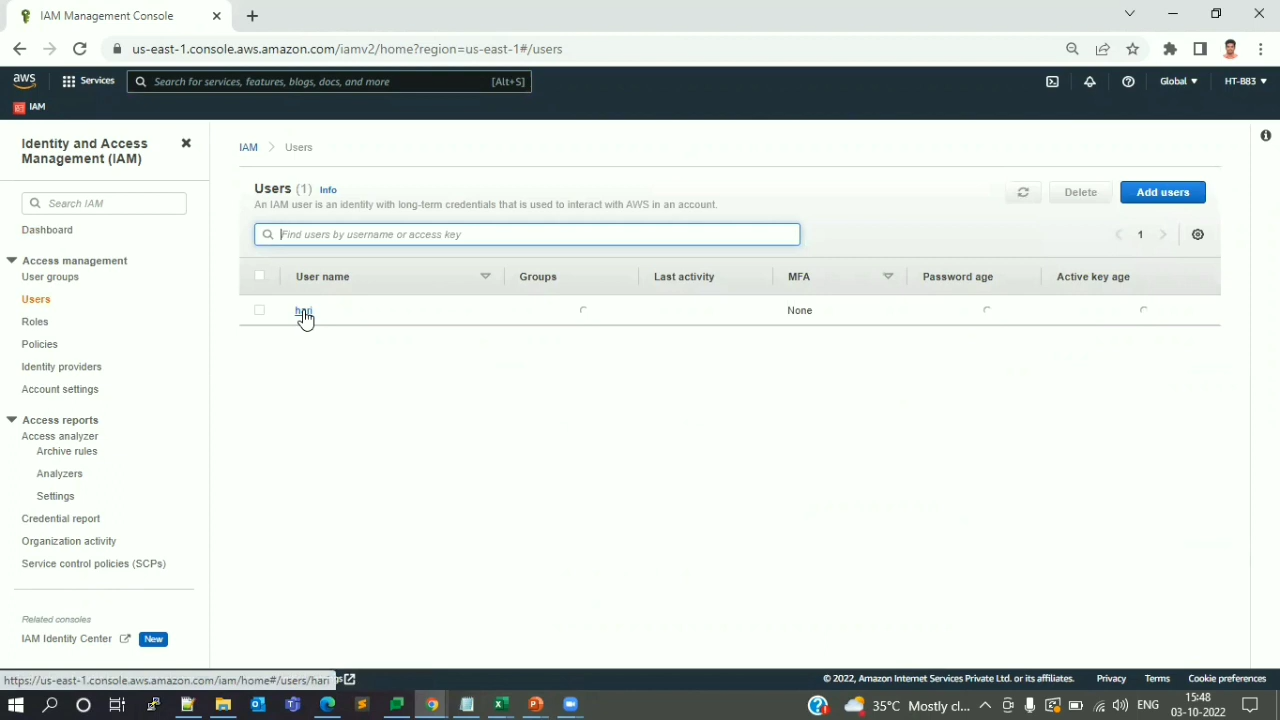 IAM Management Console
us-east-1.console.aws.amazon.com/iamv2/home?region=us-east-1#/users
aws
Services
Search for services, features, blogs, docs, and more
[Alt+S]
Global
HT-B83
IAM
Identity and Access
Management (IAM)
Search IAM
Dashboard
Access management
User groups
Users
Roles
Policies
Identity providers
Account settings
Access reports
Access analyzer
Archive rules
Analyzers
Settings
Credential report
Organization activity
Service control policies (SCPs)
Related consoles
IAM Identity Center
New
IAM > Users
Users (1) Info
An IAM user is an identity with long-term credentials that is used to interact with AWS in an account.
Delete
Add users
Find users by username or access key
1
User name
Groups
Last activity
MFA
Password age
Active key age
hari
None
https://us-east-1.console.aws.amazon.com/iam/home#/users/hari
© 2022, Amazon Internet Services Private Ltd. or its affiliates.
Privacy
Terms
Cookie preferences
35°C Mostly cl...
ENG
15:48
03-10-2022